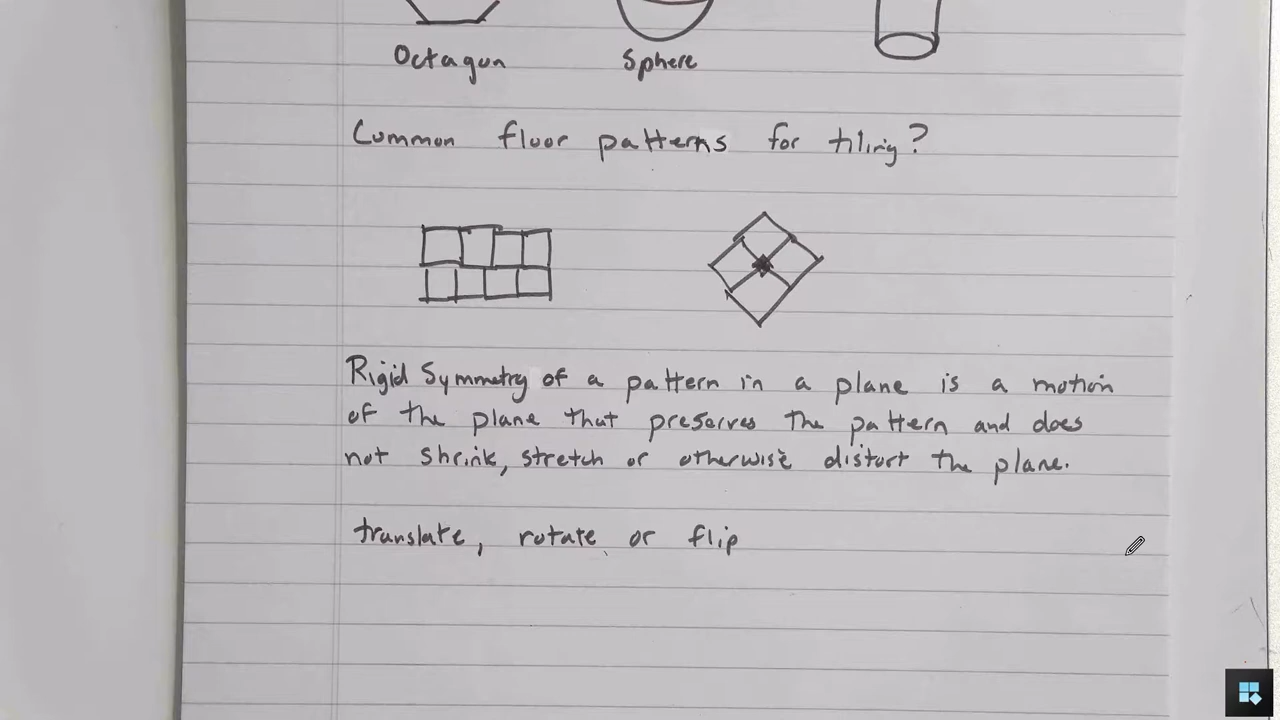 Octagon Sphere
Common floor patterns for tiling?
Rigid Symmetry of a pattern in a plane is a motion
of the plane that preserves the pattern and does
not shrink, stretch or otherwise distort the plane.
translate, rotate or flip